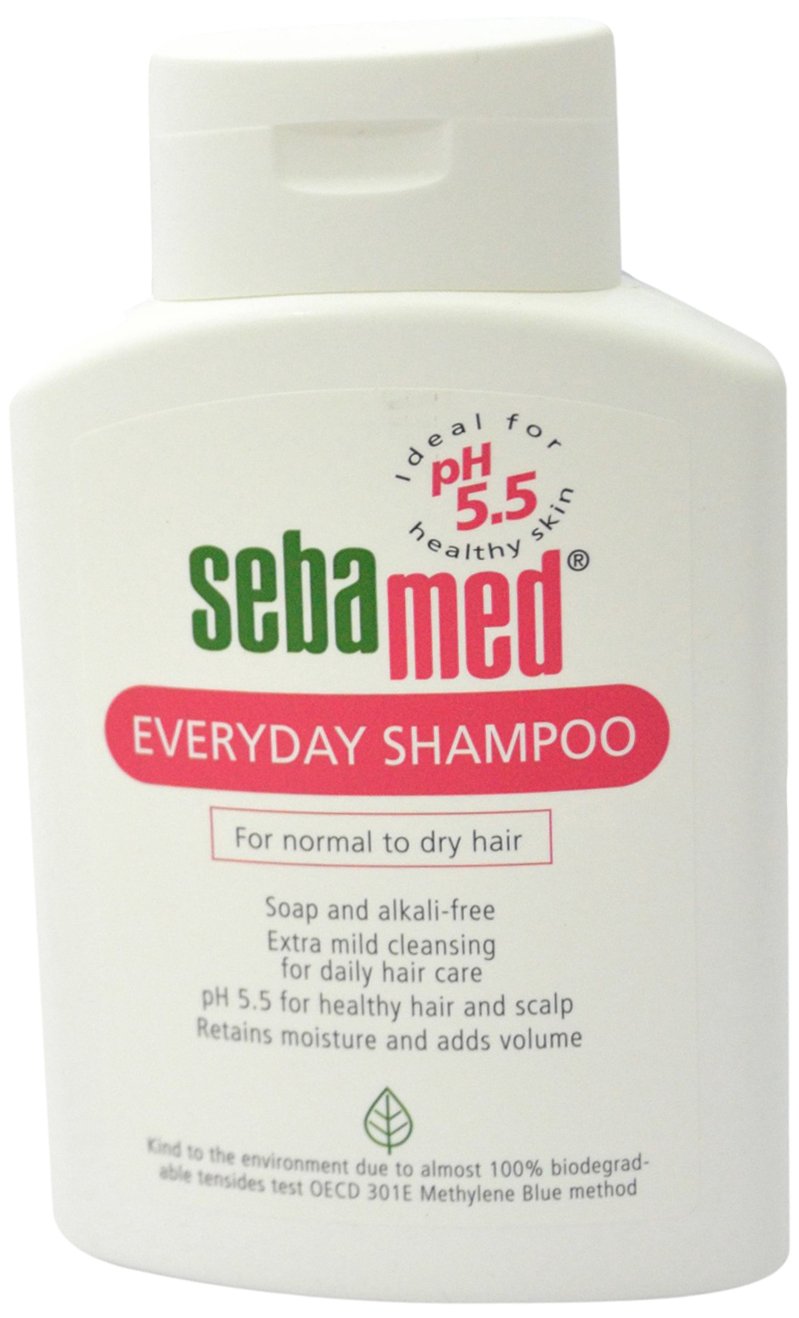 Ideal for
pH
5.5
healthy skin
sebamed®
EVERYDAY SHAMPOO
For normal to dry hair
Soap and alkali-free
Extra mild cleansing
for daily hair care
pH 5.5 for healthy hair and scalp
Retains moisture and adds volume
Kind to the environment due to almost 100% biodegrad-
able tensides test OECD 301E Methylene Blue method